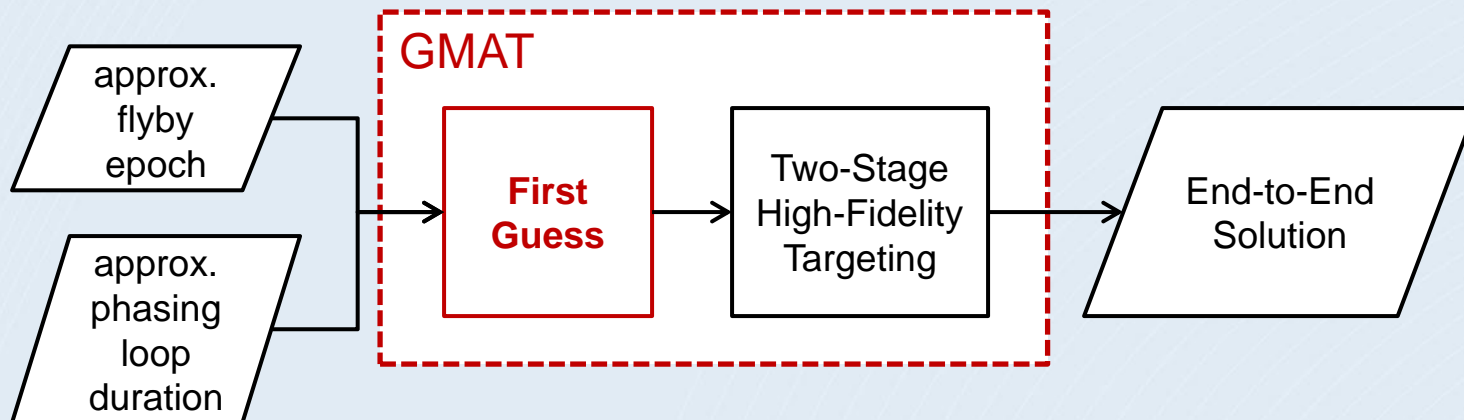 approx.
flyby
epoch
approx.
phasing
loop
duration
GMAT
First
Guess
Two-Stage
High-Fidelity
Targeting
End-to-End
Solution